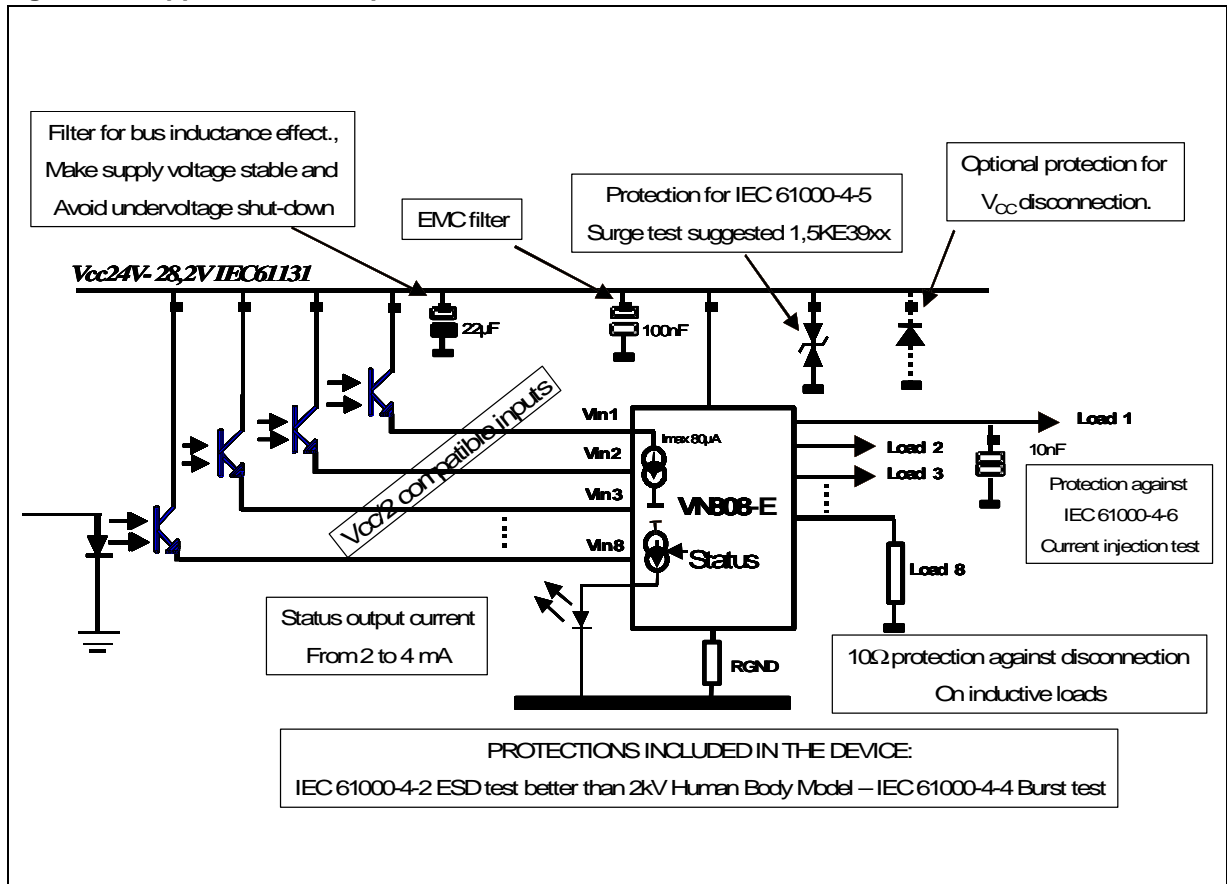 Filter for bus inductance effect.,
Make supply voltage stable and
Avoid undervoltage shut-down
EMC filter
Protection for IEC 61000-4-5
Surge test suggested 1,5KE39xx
Optional protection for
VCC disconnection.
Vcc24V- 28,2V IEC61131
22µF
100nF
Vcc/2 compatible inputs
Vin1
Imax 80µA
Load 1
Vin2
Load 2
10nF
Vin3
Load 3
VN808-E
Protection against
IEC 61000-4-6
Current injection test
Vin8
Status
Load 8
Status output current
From 2 to 4 mA
RGND
10Ω protection against disconnection
On inductive loads
PROTECTIONS INCLUDED IN THE DEVICE:
IEC 61000-4-2 ESD test better than 2kV Human Body Model – IEC 61000-4-4 Burst test